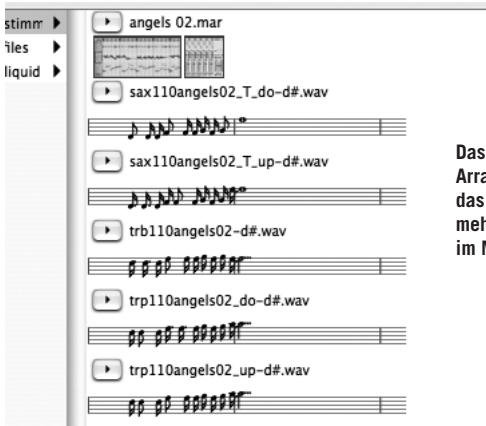 stimm
files
liquid
angels 02.mar
sax110angels02_T_do-d#.wav
sax110angels02_T_up-d#.wav
trb110angels02-d#.wav
trp110angels02_do-d#.wav
trp110angels02_up-d#.wav
Das
Arra
das
meh
im M